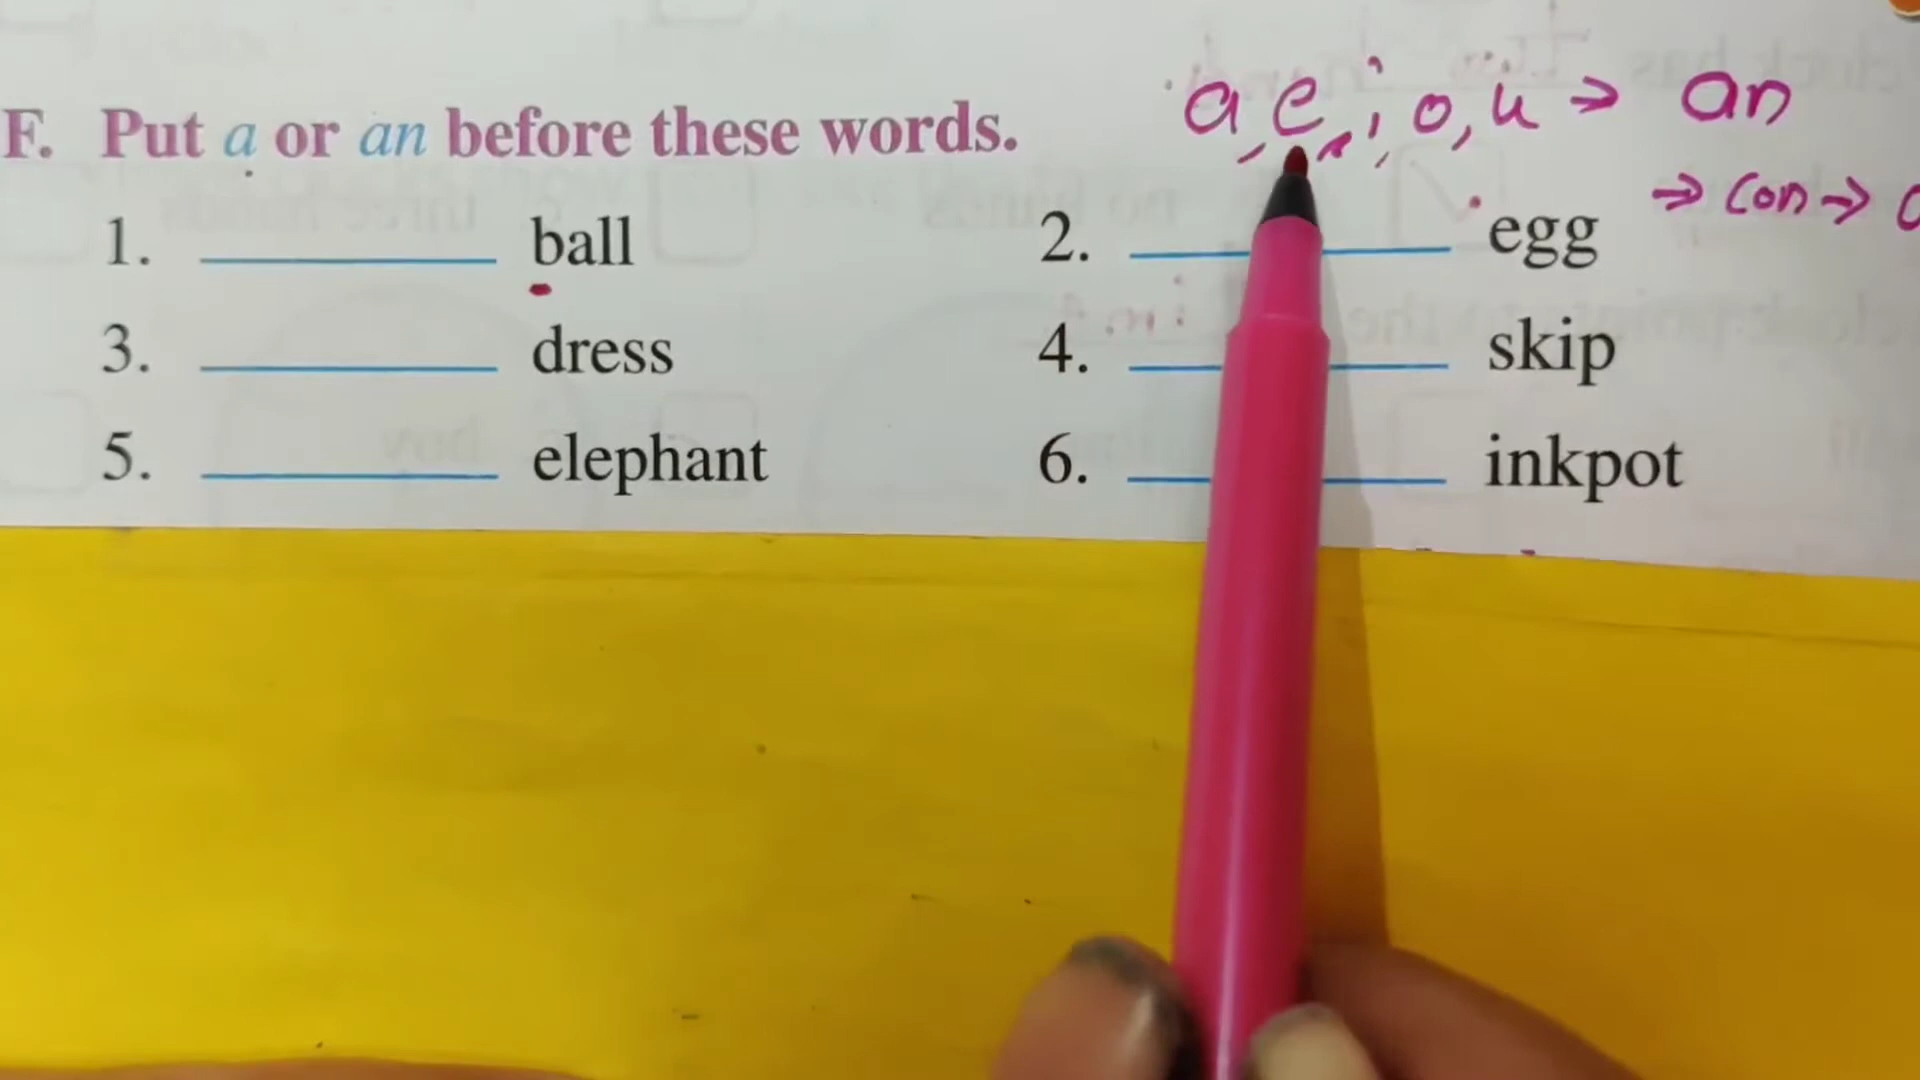 a, e, i, o, u → an
F. Put a or an before these words.
→ con →
1. ________ ball 2. ________ egg
3. ________ dress 4. ________ skip
5. ________ elephant 6. ________ inkpot